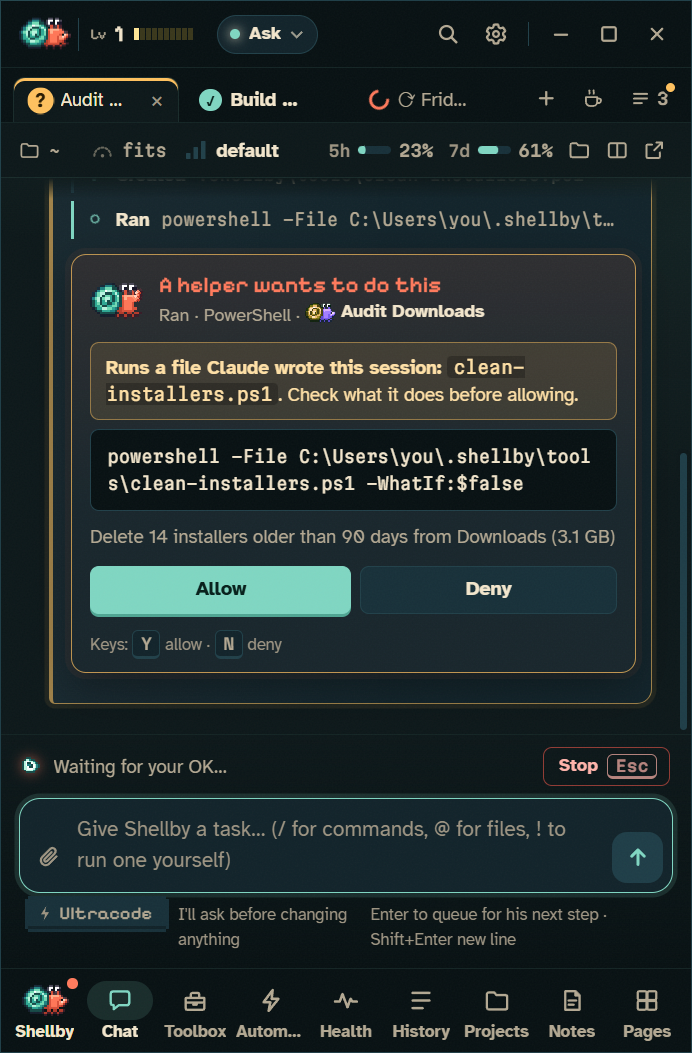 Lv 1
Ask
? Audit ...
Build ...
Frid...
3
~
fits
default
5h 23% 7d 61%
Ran powershell -File C:\Users\you\.shellby\t...
A helper wants to do this
Ran · PowerShell · Audit Downloads
Runs a file Claude wrote this session: clean-
installers.ps1. Check what it does before allowing.
powershell -File C:\Users\you\.shellby\tool
s\clean-installers.ps1 -WhatIf:$false
Delete 14 installers older than 90 days from Downloads (3.1 GB)
Allow
Deny
Keys: Y allow · N deny
Waiting for your OK...
Stop Esc
Give Shellby a task... (/ for commands, @ for files, ! to
run one yourself)
Ultracode
I'll ask before changing
anything
Enter to queue for his next step ·
Shift+Enter new line
Shellby
Chat
Toolbox
Autom...
Health
History
Projects
Notes
Pages